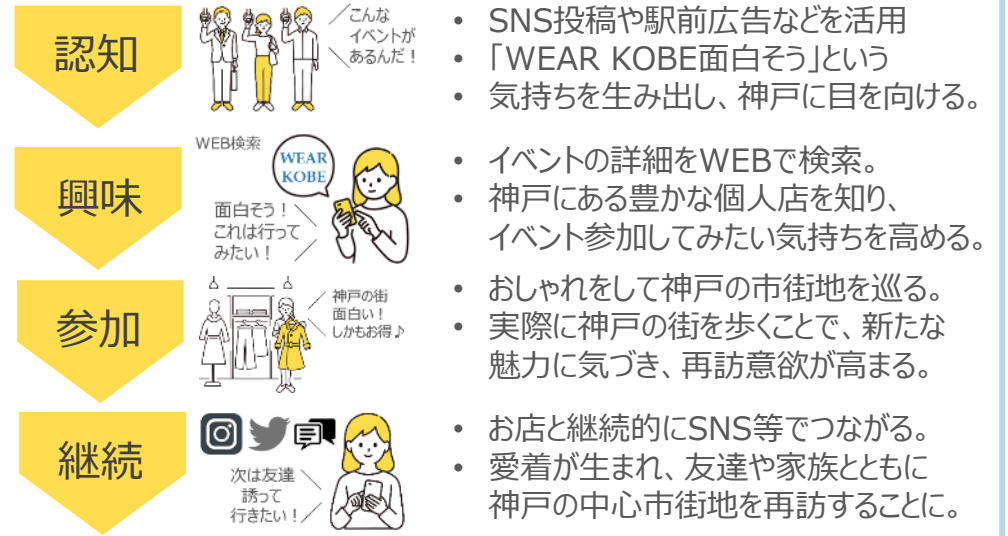 認知
こんな
イベントが
あるんだ！
• SNS投稿や駅前広告などを活用
• 「WEAR KOBE面白そう」という
• 気持ちを生み出し、神戸に目を向ける。
興味
WEB検索
WEAR
KOBE
面白そう！
これは行って
みたい！
• イベントの詳細をWEBで検索。
• 神戸にある豊かな個人店を知り、
イベント参加してみたい気持ちを高める。
参加
神戸の街
面白い！
しかもお得♪
• おしゃれをして神戸の市街地を巡る。
• 実際に神戸の街を歩くことで、新たな
魅力に気づき、再訪意欲が高まる。
継続
次は友達
誘って
行きたい！
• お店と継続的にSNS等でつながる。
• 愛着が生まれ、友達や家族とともに
神戸の中心市街地を再訪することに。